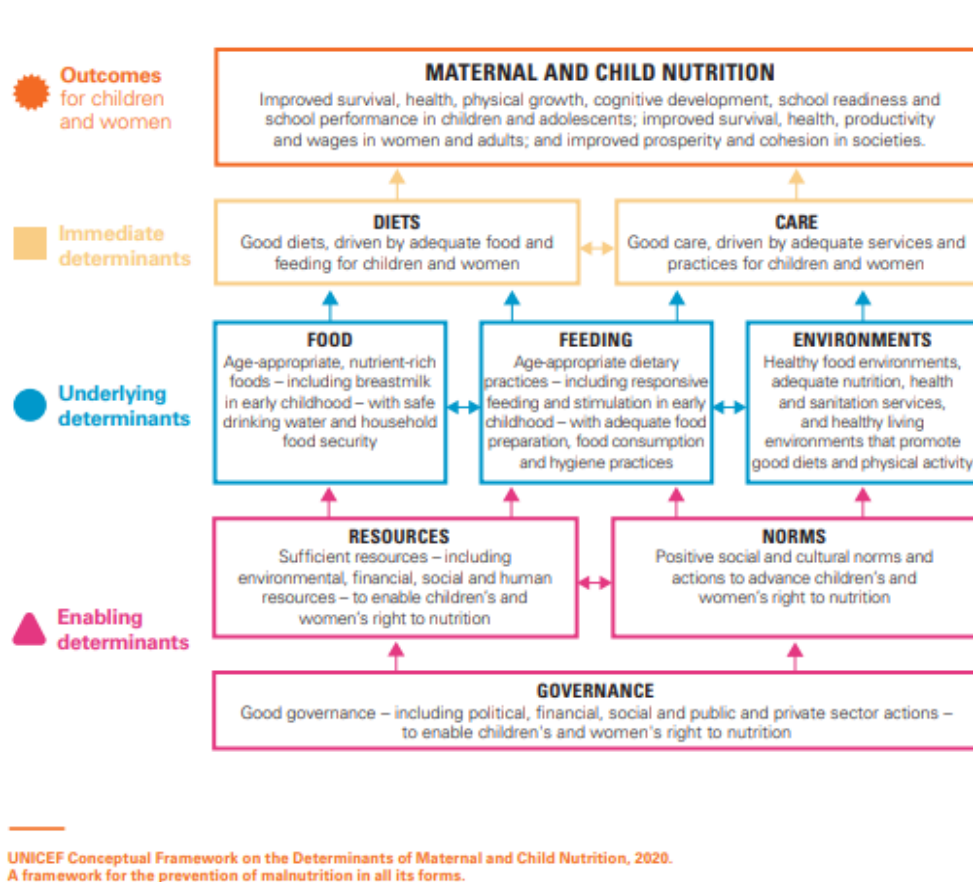 Outcomes
for children
and women
MATERNAL AND CHILD NUTRITION
Improved survival, health, physical growth, cognitive development, school readiness and
school performance in children and adolescents; improved survival, health, productivity
and wages in women and adults; and improved prosperity and cohesion in societies.
Immediate
determinants
DIETS
Good diets, driven by adequate food and
feeding for children and women
CARE
Good care, driven by adequate services and
practices for children and women
Underlying
determinants
FOOD
Age-appropriate, nutrient-rich
foods – including breastmilk
in early childhood – with safe
drinking water and household
food security
FEEDING
Age-appropriate dietary
practices – including responsive
feeding and stimulation in early
childhood – with adequate food
preparation, food consumption
and hygiene practices
ENVIRONMENTS
Healthy food environments,
adequate nutrition, health
and sanitation services,
and healthy living
environments that promote
good diets and physical activity
Enabling
determinants
RESOURCES
Sufficient resources – including
environmental, financial, social and human
resources – to enable children's and
women's right to nutrition
NORMS
Positive social and cultural norms and
actions to advance children's and
women's right to nutrition
GOVERNANCE
Good governance – including political, financial, social and public and private sector actions –
to enable children's and women's right to nutrition
UNICEF Conceptual Framework on the Determinants of Maternal and Child Nutrition, 2020.
A framework for the prevention of malnutrition in all its forms.